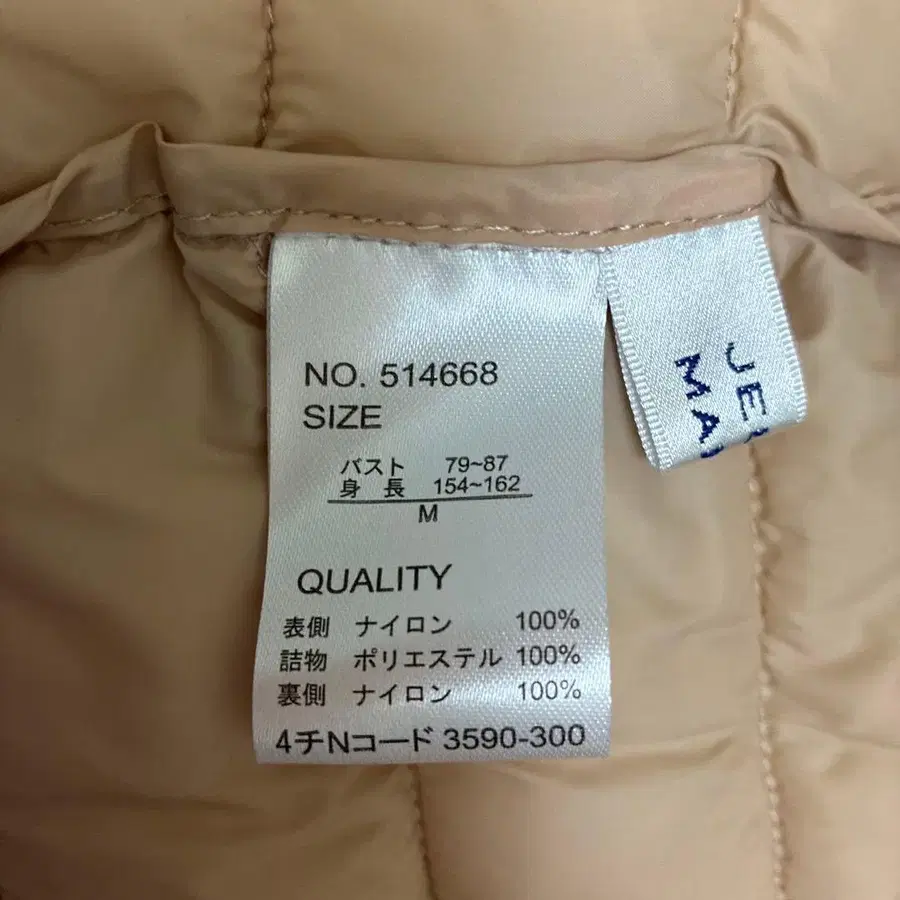 NO. 514668
SIZE
バスト 79~87
身 長 154~162
M
QUALITY
表側 ナイロン 100%
詰物 ポリエステル 100%
裏側 ナイロン 100%
4チNコード 3590-300